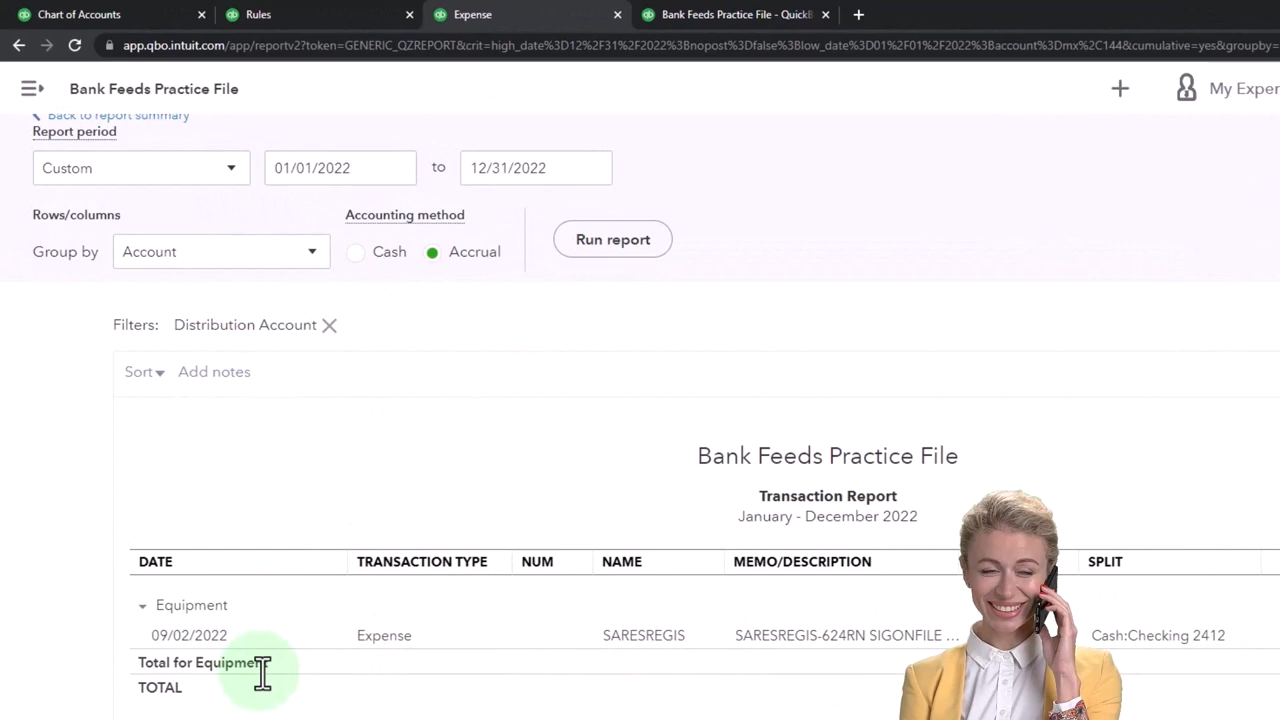 Chart of Accounts
Rules
Expense
Bank Feeds Practice File - QuickB
app.qbo.intuit.com/app/reportv2?token=GENERIC_QZREPORT&crit=high_date%3D12%2F31%2F2022%3Bnopost%3Dfalse%3Blow_date%3D01%2F01%2F2022%3Baccount%3Dmx%2C144&cumulative=yes&groupby=
Bank Feeds Practice File
My Exper
Back to report summary
Report period
Custom 01/01/2022 to 12/31/2022
Rows/columns Accounting method
Group by Account Cash Accrual Run report
Filters: Distribution Account
Sort Add notes
Bank Feeds Practice File
Transaction Report
January - December 2022
DATE TRANSACTION TYPE NUM NAME MEMO/DESCRIPTION SPLIT
Equipment
09/02/2022 Expense SARESREGIS SARESREGIS-624RN SIGONFILE ... Cash:Checking 2412
Total for Equipment
TOTAL